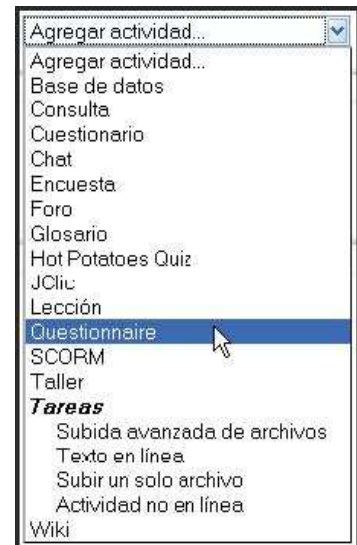 Agregar actividad...
Agregar actividad...
Base de datos
Consulta
Cuestionario
Chat
Encuesta
Foro
Glosario
Hot Potatoes Quiz
JClic
Lección
Questionnaire
SCORM
Taller
Tareas
Subida avanzada de archivos
Texto en línea
Subir un solo archivo
Actividad no en línea
Wiki